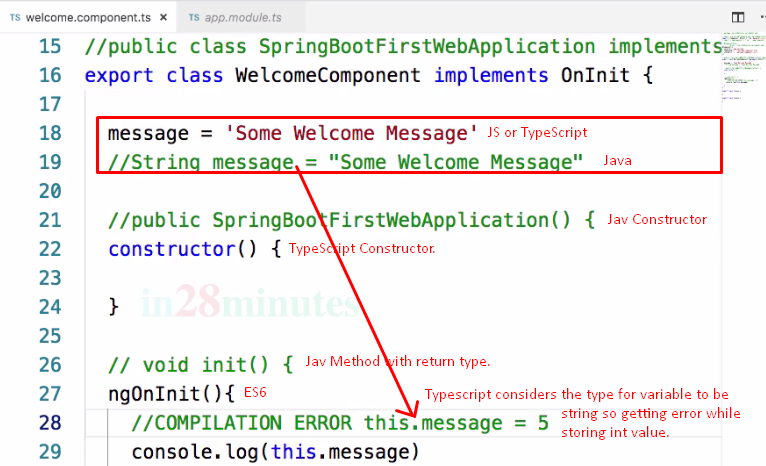 TS welcome.component.ts × TS app.module.ts
15 //public class SpringBootFirstWebApplication implements
16 export class WelcomeComponent implements OnInit {
17
18 message = 'Some Welcome Message' JS or TypeScript
19 //String message = "Some Welcome Message" Java
20
21 //public SpringBootFirstWebApplication() { Jav Constructor
22 constructor() { TypeScript Constructor.
23
24 }
in28minutes
25
26 // void init() { Jav Method with return type.
27 ngOnInit(){ ES6
Typescript considers the type for variable to be
string so getting error while
storing int value.
28 //COMPILATION ERROR this.message = 5
29 console.log(this.message)